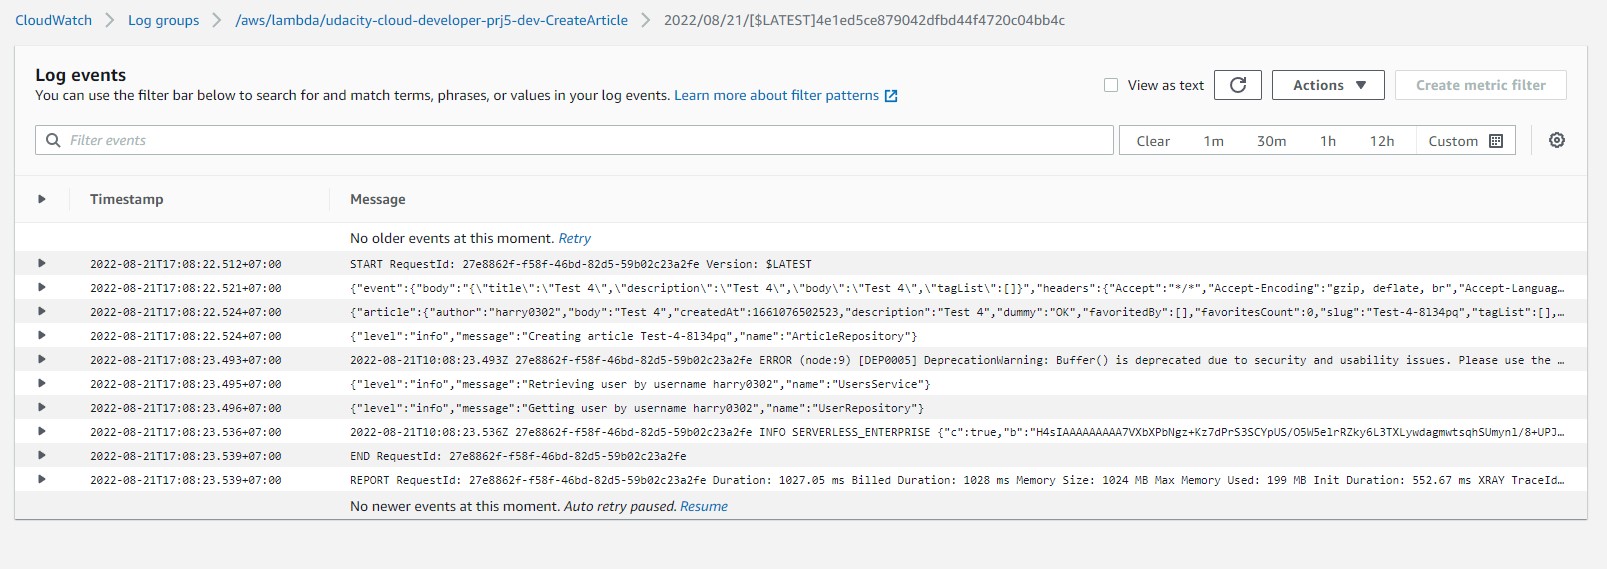 CloudWatch > Log groups > /aws/lambda/udacity-cloud-developer-prj5-dev-CreateArticle > 2022/08/21/[$LATEST]4e1ed5ce879042dfbd44f4720c04bb4c
Log events
You can use the filter bar below to search for and match terms, phrases, or values in your log events. Learn more about filter patterns
View as text Actions Create metric filter
Filter events Clear 1m 30m 1h 12h Custom
Timestamp Message
No older events at this moment. Retry
2022-08-21T17:08:22.512+07:00 START RequestId: 27e8862f-f58f-46bd-82d5-59b02c23a2fe Version: $LATEST
2022-08-21T17:08:22.521+07:00 {"event":{"body":"{\"title\":\"Test 4\",\"description\":\"Test 4\",\"body\":\"Test 4\",\"tagList\":[]}","headers":{"Accept":"*/*","Accept-Encoding":"gzip, deflate, br","Accept-Languag…
2022-08-21T17:08:22.524+07:00 {"article":{"author":"harry0302","body":"Test 4","createdAt":1661076502523,"description":"Test 4","dummy":"OK","favoritedBy":[],"favoritesCount":0,"slug":"Test-4-8l34pq","tagList":[],…
2022-08-21T17:08:22.524+07:00 {"level":"info","message":"Creating article Test-4-8l34pq","name":"ArticleRepository"}
2022-08-21T17:08:23.493+07:00 2022-08-21T10:08:23.493Z 27e8862f-f58f-46bd-82d5-59b02c23a2fe ERROR (node:9) [DEP0005] DeprecationWarning: Buffer() is deprecated due to security and usability issues. Please use the …
2022-08-21T17:08:23.495+07:00 {"level":"info","message":"Retrieving user by username harry0302","name":"UsersService"}
2022-08-21T17:08:23.496+07:00 {"level":"info","message":"Getting user by username harry0302","name":"UserRepository"}
2022-08-21T17:08:23.536+07:00 2022-08-21T10:08:23.536Z 27e8862f-f58f-46bd-82d5-59b02c23a2fe INFO SERVERLESS_ENTERPRISE {"c":true,"b":"H4sIAAAAAAAAA7VXbXPbNgz+Kz7dPrS3SCYpUS/O5W5elrRZky6L3TXLywdagmwtsqhSUmynl/8+UPJ…
2022-08-21T17:08:23.539+07:00 END RequestId: 27e8862f-f58f-46bd-82d5-59b02c23a2fe
2022-08-21T17:08:23.539+07:00 REPORT RequestId: 27e8862f-f58f-46bd-82d5-59b02c23a2fe Duration: 1027.05 ms Billed Duration: 1028 ms Memory Size: 1024 MB Max Memory Used: 199 MB Init Duration: 552.67 ms XRAY TraceId…
No newer events at this moment. Auto retry paused. Resume